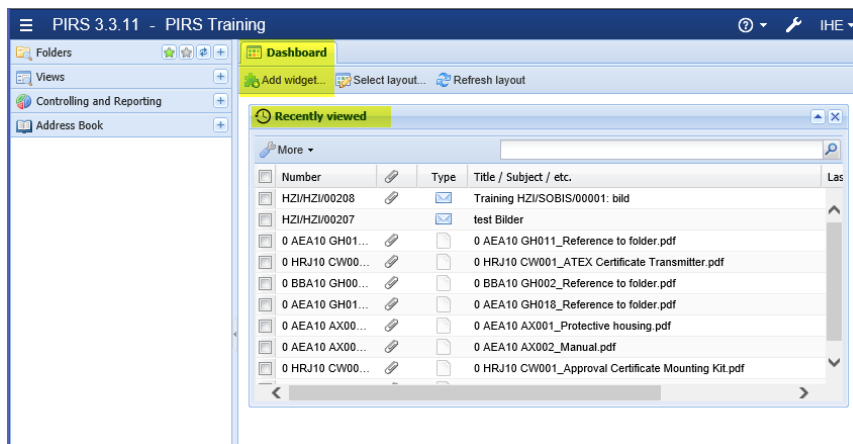 PIRS 3.3.11 - PIRS Training
IHE
Folders
Views
Controlling and Reporting
Address Book
Dashboard
Add widget... Select layout... Refresh layout
Recently viewed
More
Number Type Title / Subject / etc. Las
HZI/HZI/00208 Training HZI/SOBIS/00001: bild
HZI/HZI/00207 test Bilder
0 AEA10 GH01... 0 AEA10 GH011_Reference to folder.pdf
0 HRJ10 CW00... 0 HRJ10 CW001_ATEX Certificate Transmitter.pdf
0 BBA10 GH00... 0 BBA10 GH002_Reference to folder.pdf
0 AEA10 GH01... 0 AEA10 GH018_Reference to folder.pdf
0 AEA10 AX00... 0 AEA10 AX001_Protective housing.pdf
0 AEA10 AX00... 0 AEA10 AX002_Manual.pdf
0 HRJ10 CW00... 0 HRJ10 CW001_Approval Certificate Mounting Kit.pdf